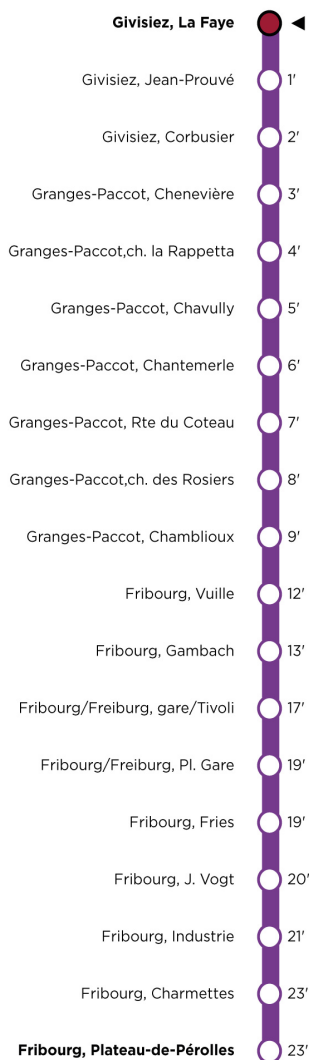 Givisiez, La Faye
Givisiez, Jean-Prouvé 1'
Givisiez, Corbusier 2'
Granges-Paccot, Chenevière 3'
Granges-Paccot,ch. la Rappetta 4'
Granges-Paccot, Chavully 5'
Granges-Paccot, Chantemerle 6'
Granges-Paccot, Rte du Coteau 7'
Granges-Paccot,ch. des Rosiers 8'
Granges-Paccot, Chamblioux 9'
Fribourg, Vuille 12'
Fribourg, Gambach 13'
Fribourg/Freiburg, gare/Tivoli 17'
Fribourg/Freiburg, Pl. Gare 19'
Fribourg, Fries 19'
Fribourg, J. Vogt 20'
Fribourg, Industrie 21'
Fribourg, Charmettes 23'
Fribourg, Plateau-de-Pérolles 23'